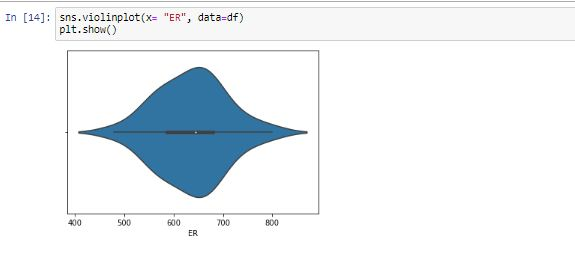 In [14]: sns.violinplot(x= "ER", data=df)
plt.show()
400 500 600 700 800
ER